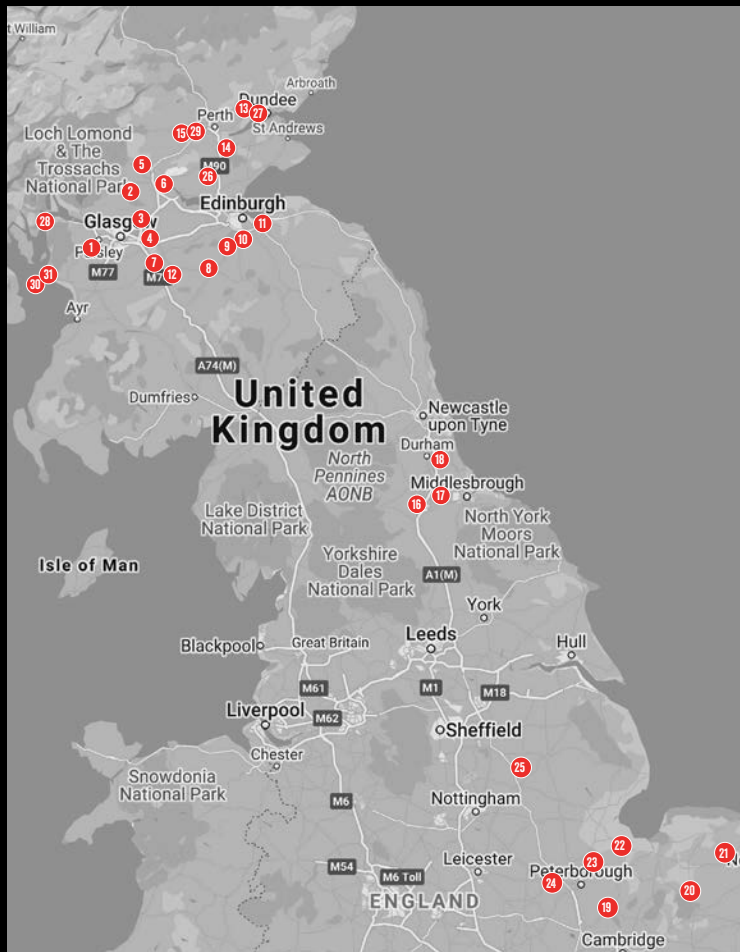 t William
Arbroath
13
Dundee
27
15
29
Perth
St Andrews
Loch Lomond
& The
Trossachs
National Park
14
5
M90
26
6
2
28
3
Glasgow
Edinburgh
11
4
10
9
1
Paisley
7
8
M77
12
31
30
Ayr
A74(M)
United
Kingdom
Dumfries
Newcastle
upon Tyne
Durham
18
North
Pennines
AONB
Middlesbrough
17
16
Lake District
National Park
North York
Moors
National Park
Yorkshire
Dales
National Park
Isle of Man
A1(M)
York
Leeds
Blackpool
Great Britain
Hull
M61
M1
M18
Liverpool
M62
Sheffield
Chester
25
Snowdonia
National Park
M6
Nottingham
22
21
M54
Leicester
23
Peterborough
M6 Toll
24
20
ENGLAND
19
Cambridge